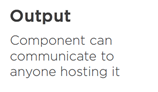 Output
Component can
communicate to
anyone hosting it